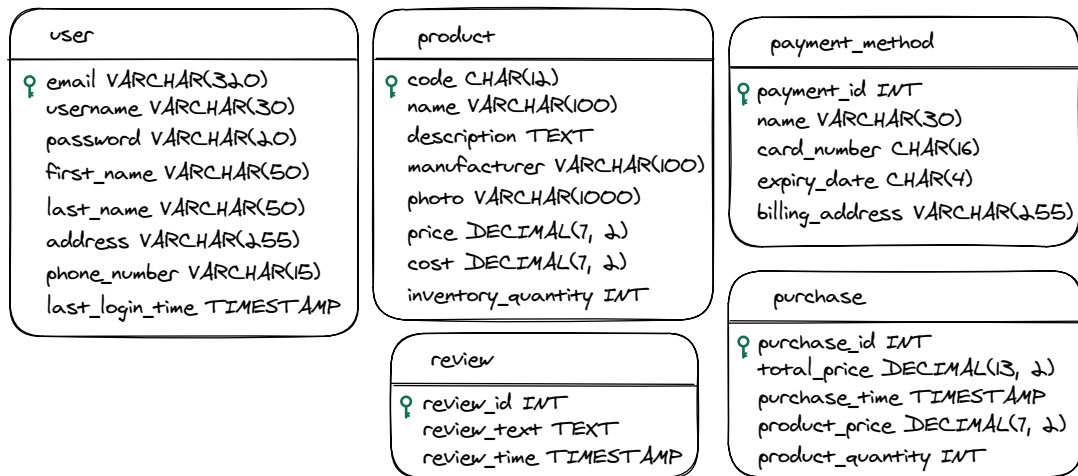 user
email VARCHAR(320)
username VARCHAR(30)
password VARCHAR(20)
first_name VARCHAR(50)
last_name VARCHAR(50)
address VARCHAR(255)
phone_number VARCHAR(15)
last_login_time TIMESTAMP
product
code CHAR(12)
name VARCHAR(100)
description TEXT
manufacturer VARCHAR(100)
photo VARCHAR(1000)
price DECIMAL(7, 2)
cost DECIMAL(7, 2)
inventory_quantity INT
payment_method
payment_id INT
name VARCHAR(30)
card_number CHAR(16)
expiry_date CHAR(4)
billing_address VARCHAR(255)
review
review_id INT
review_text TEXT
review_time TIMESTAMP
purchase
purchase_id INT
total_price DECIMAL(13, 2)
purchase_time TIMESTAMP
product_price DECIMAL(7, 2)
product_quantity INT